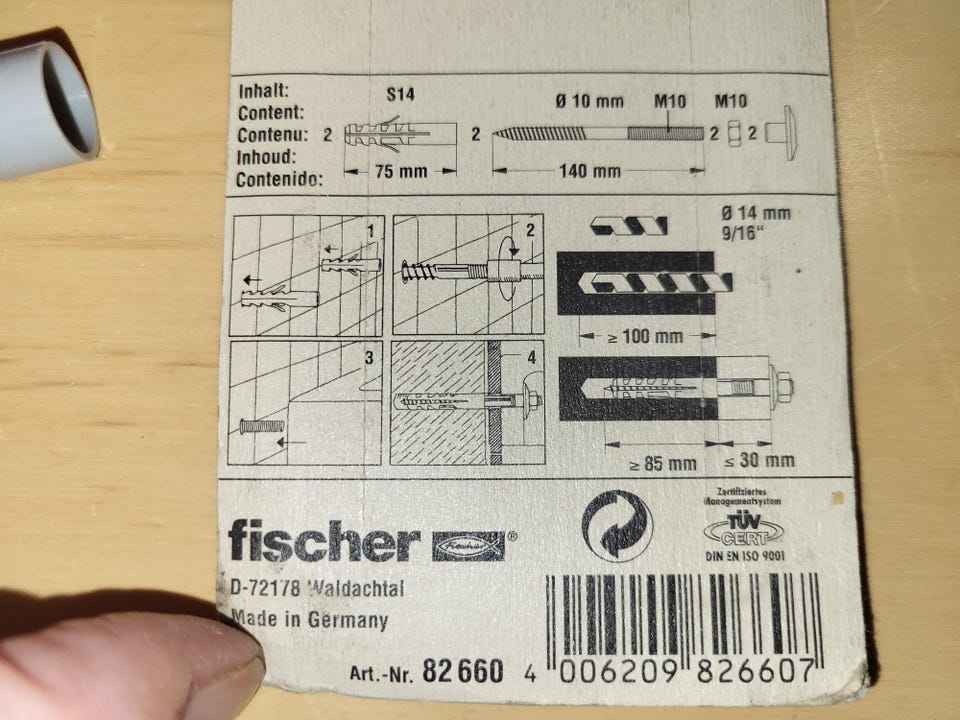 Inhalt:
Content:
Contenu:
Inhoud:
Contenido:
S14
2
75 mm
Ø 10 mm
M10
M10
2
2
2
140 mm
1
2
3
4
Ø 14 mm
9/16“
≥ 100 mm
≥ 85 mm
≤ 30 mm
fischer fischer ®
D-72178 Waldachtal
Made in Germany
Zertifiziertes
Managementsystem
TÜV
CERT
DIN EN ISO 9001
Art.-Nr. 82 660
4 006209 826607